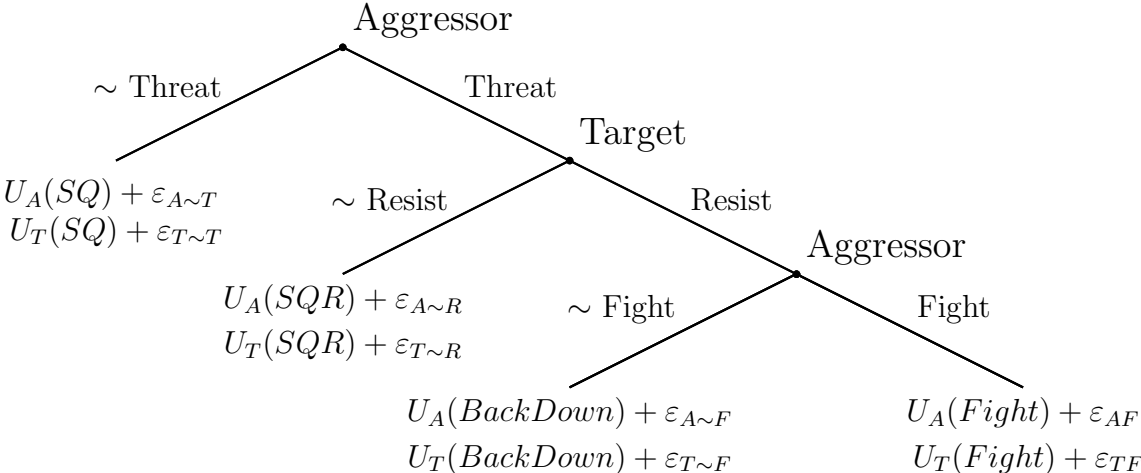 Aggressor
∼ Threat
Threat
Target
U_A(SQ) + ε_{A∼T}
U_T(SQ) + ε_{T∼T}
∼ Resist
Resist
Aggressor
U_A(SQR) + ε_{A∼R}
U_T(SQR) + ε_{T∼R}
∼ Fight
Fight
U_A(BackDown) + ε_{A∼F}
U_T(BackDown) + ε_{T∼F}
U_A(Fight) + ε_{AF}
U_T(Fight) + ε_{TF}